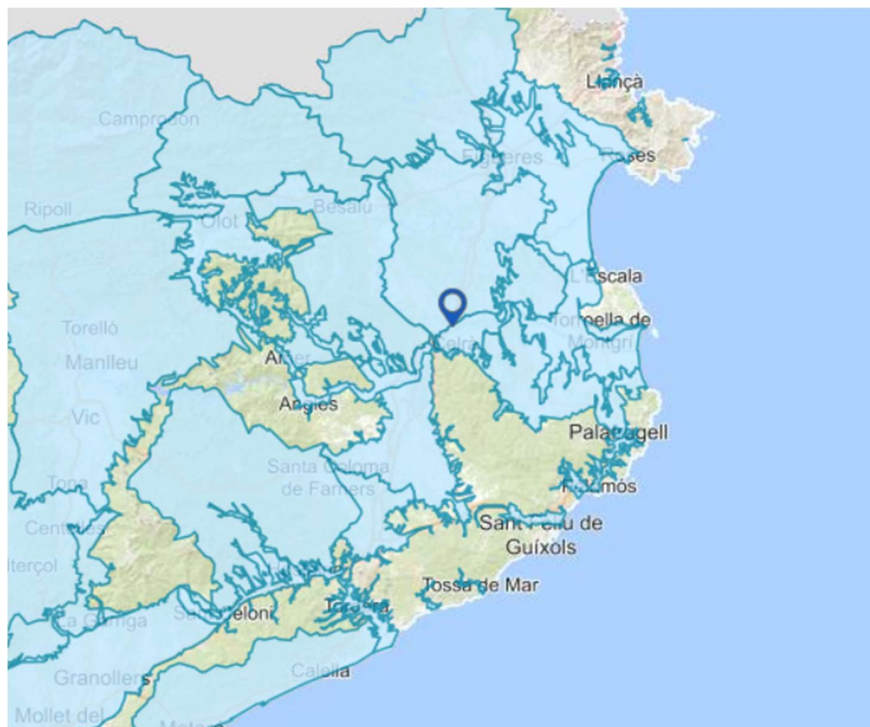 Llançà
Camprodon
Figueres
Roses
Ripoll
Besalú
Olot
L'Escala
Torroella de
Montgrí
Torelló
Celrà
Manlleu
Amer
Anglès
Vic
Palafrugell
Santa Coloma
de Farners
Tona
Palamós
Centelles
Sant Feliu de
Guíxols
Tossa de Mar
Sant Celoni
Tordera
La Garriga
Calella
Granollers
Mollet del